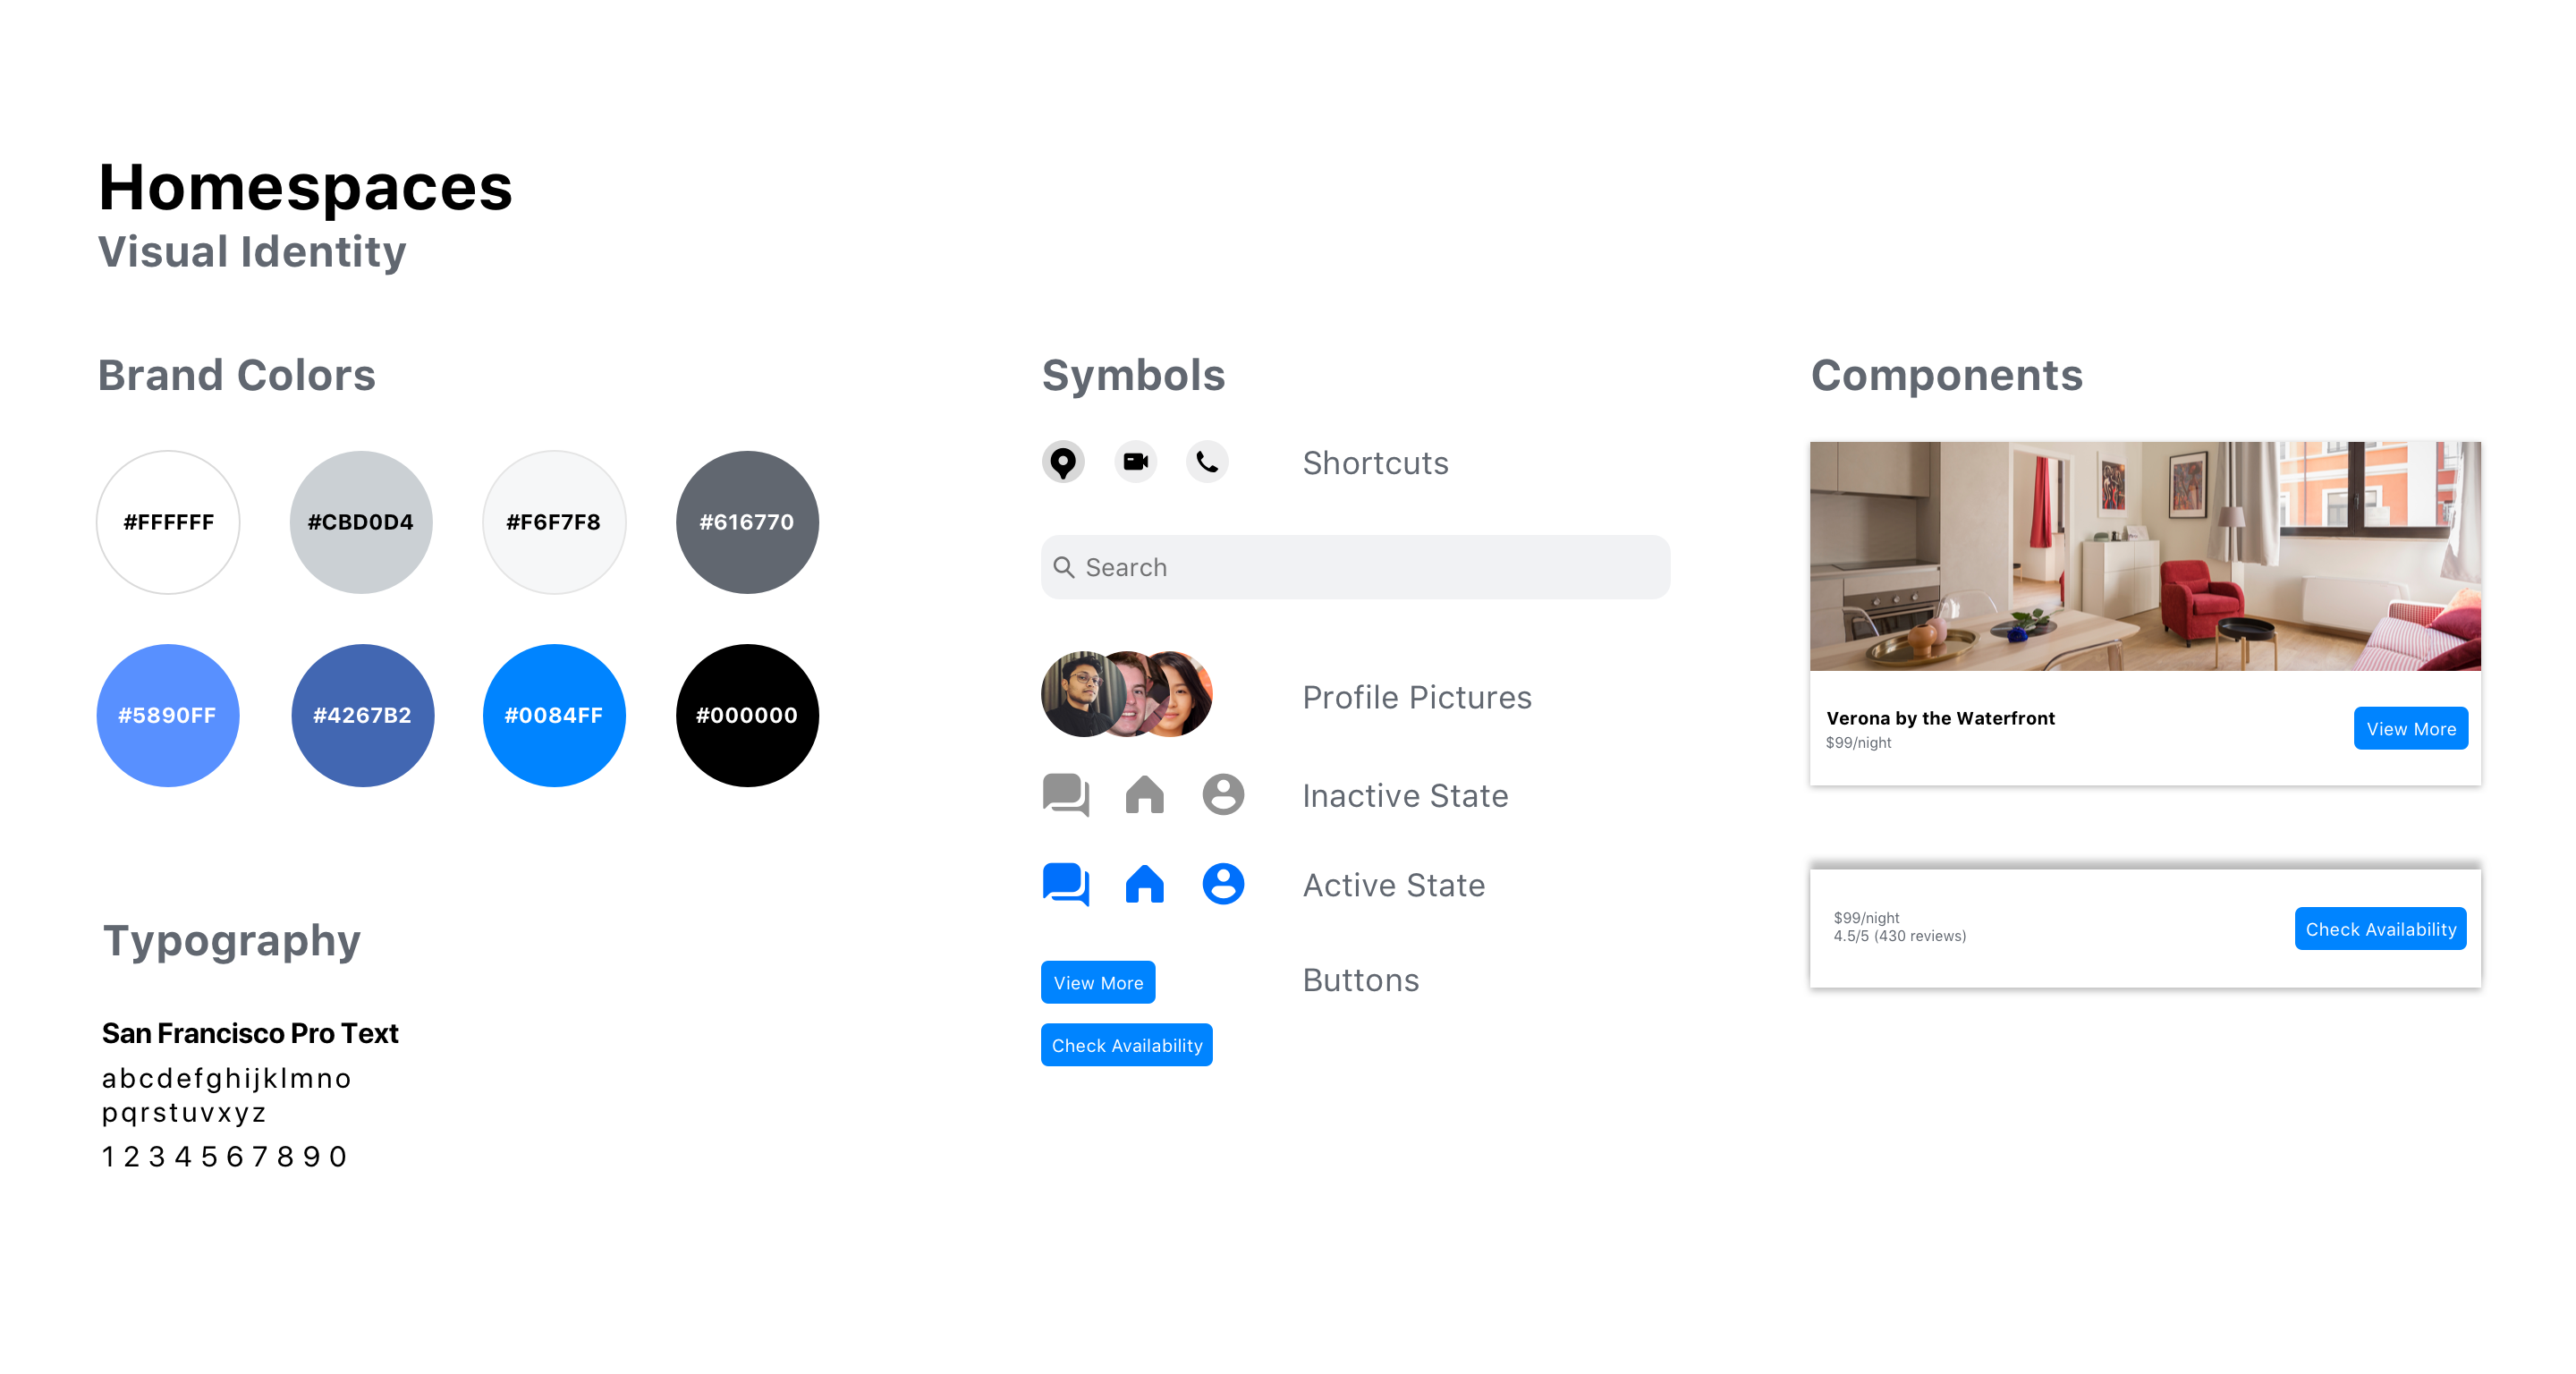 Homespaces
Visual Identity
Brand Colors
#FFFFFF
#CBD0D4
#F6F7F8
#616770
#5890FF
#4267B2
#0084FF
#000000
Typography
San Francisco Pro Text
abcdefghijklmno
pqrstuvxyz
1 2 3 4 5 6 7 8 9 0
Symbols
Shortcuts
Search
Profile Pictures
Inactive State
Active State
View More
Buttons
Check Availability
Components
Verona by the Waterfront
$99/night
View More
$99/night
4.5/5 (430 reviews)
Check Availability